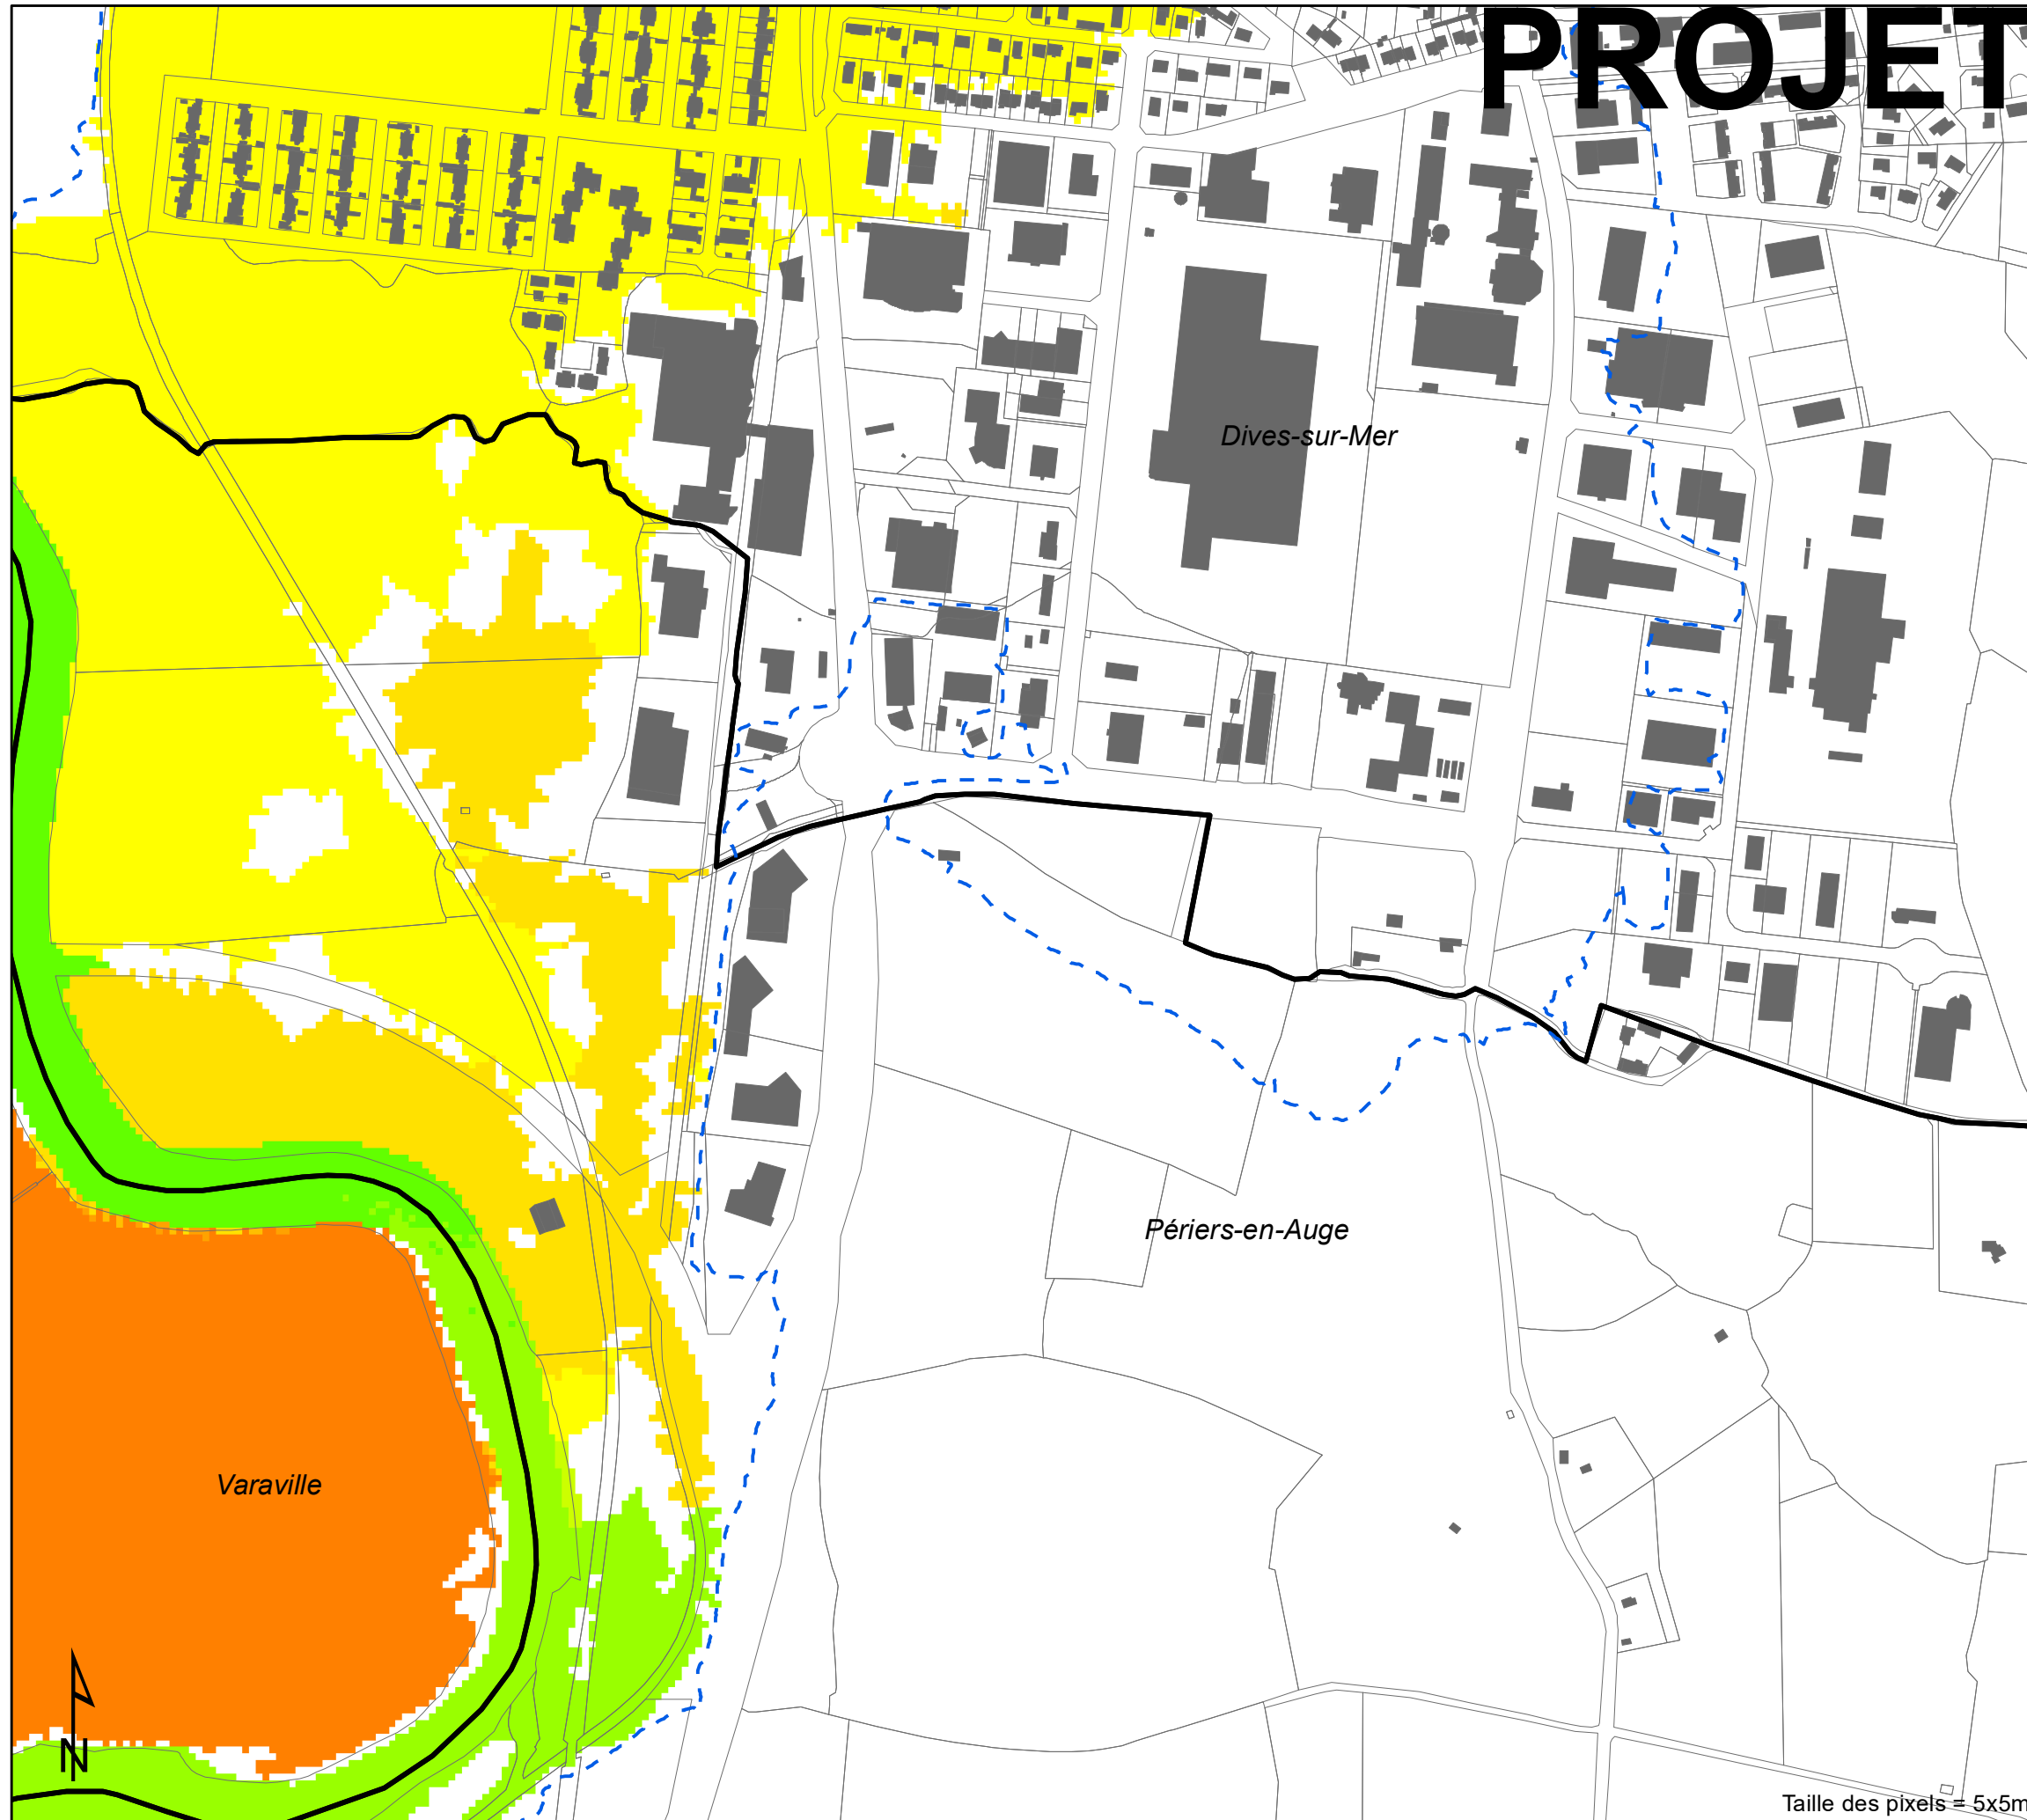 PROJET
Dives-sur-Mer
Périers-en-Auge
Varaville
N
Taille des pixels = 5x5m